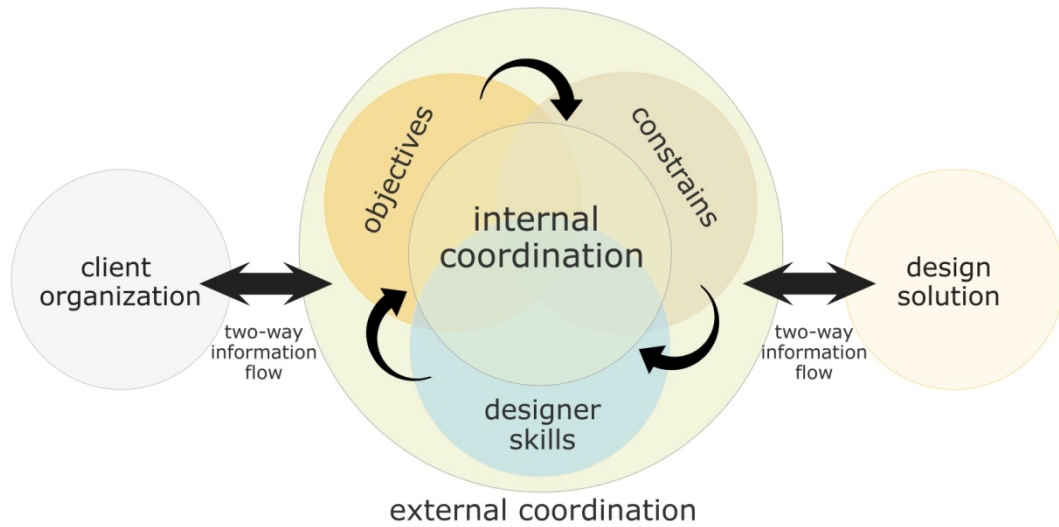 objectives
constrains
internal
coordination
client
organization
two-way
information
flow
design
solution
two-way
information
flow
designer
skills
external coordination